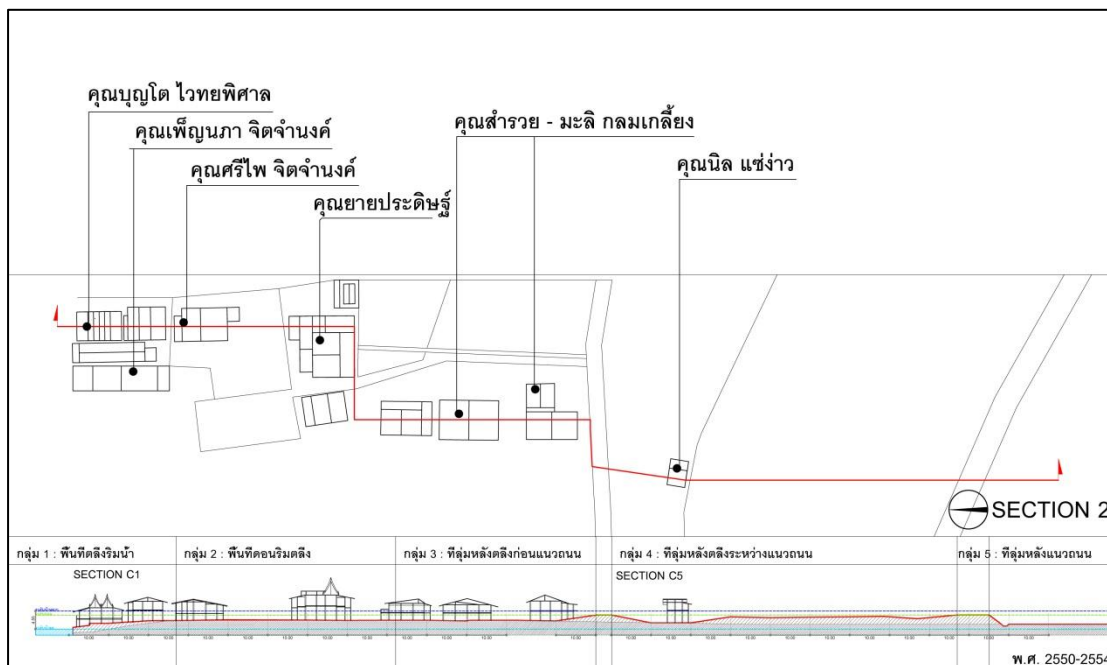 คุณบุญโต ไวทยพิศาล
คุณเพ็ญนภา จิตจำนงค์
คุณศรีไพ จิตจำนงค์
คุณยายประดิษฐ์
คุณสำรวย - มะลิ กลมเกลี้ยง
คุณนิล แซ่ง่าว
SECTION 2
กลุ่ม 1 : พื้นที่ตลิ่งริมน้ำ
กลุ่ม 2 : พื้นที่ดอนริมตลิ่ง
กลุ่ม 3 : ที่ลุ่มหลังตลิ่งก่อนแนวถนน
กลุ่ม 4 : ที่ลุ่มหลังตลิ่งระหว่างแนวถนน
กลุ่ม 5 : ที่ลุ่มหลังแนวถนน
SECTION C1
SECTION C5
พ.ศ. 2550-2554